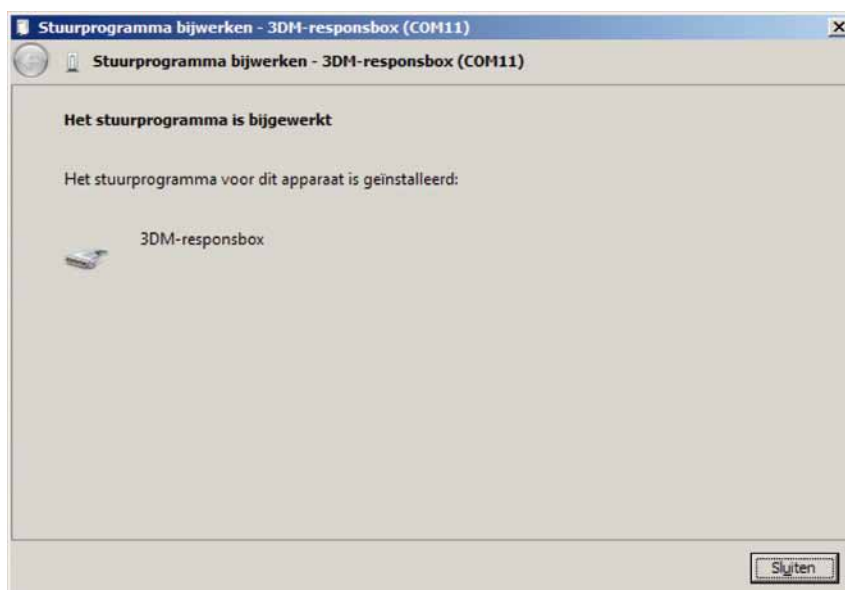 Stuurprogramma bijwerken - 3DM-responsbox (COM11)
Stuurprogramma bijwerken - 3DM-responsbox (COM11)
Het stuurprogramma is bijgewerkt
Het stuurprogramma voor dit apparaat is geïnstalleerd:
3DM-responsbox
Sluiten